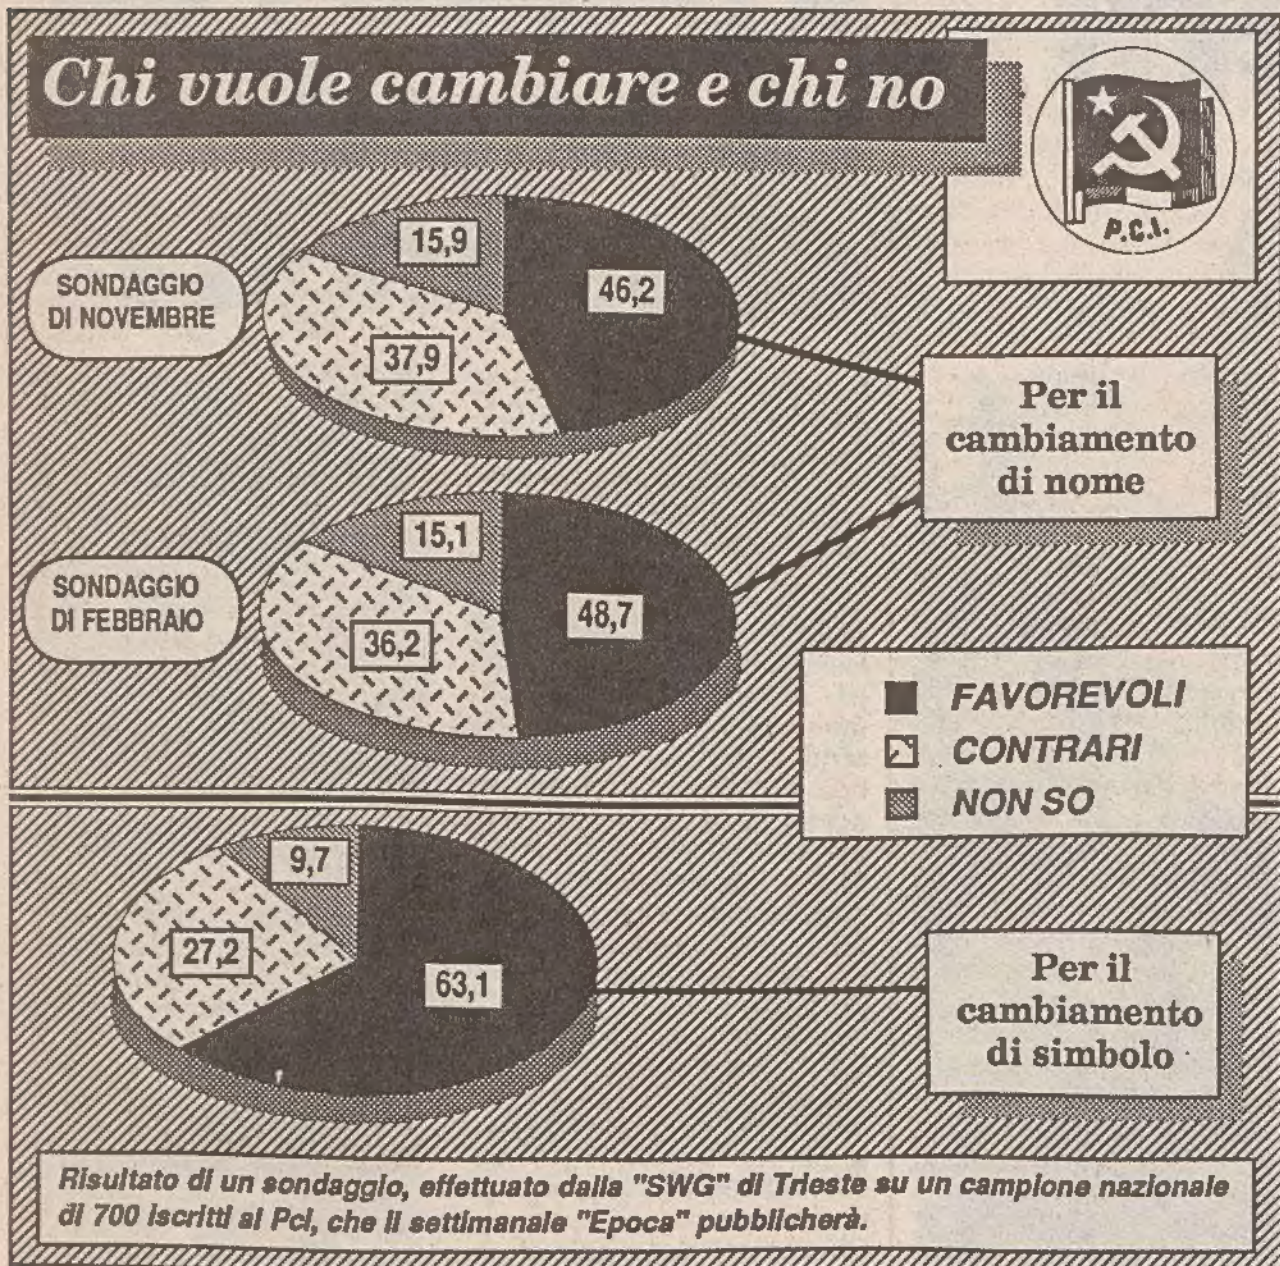 Chi vuole cambiare e chi no
P.C.I.
SONDAGGIO
DI NOVEMBRE
15,9
46,2
37,9
Per il
cambiamento
di nome
SONDAGGIO
DI FEBBRAIO
15,1
48,7
36,2
FAVOREVOLI
CONTRARI
NON SO
9,7
27,2
63,1
Per il
cambiamento
di simbolo
Risultato di un sondaggio, effettuato dalla "SWG" di Trieste su un campione nazionale
di 700 iscritti al Pci, che il settimanale "Epoca" pubblicherà.